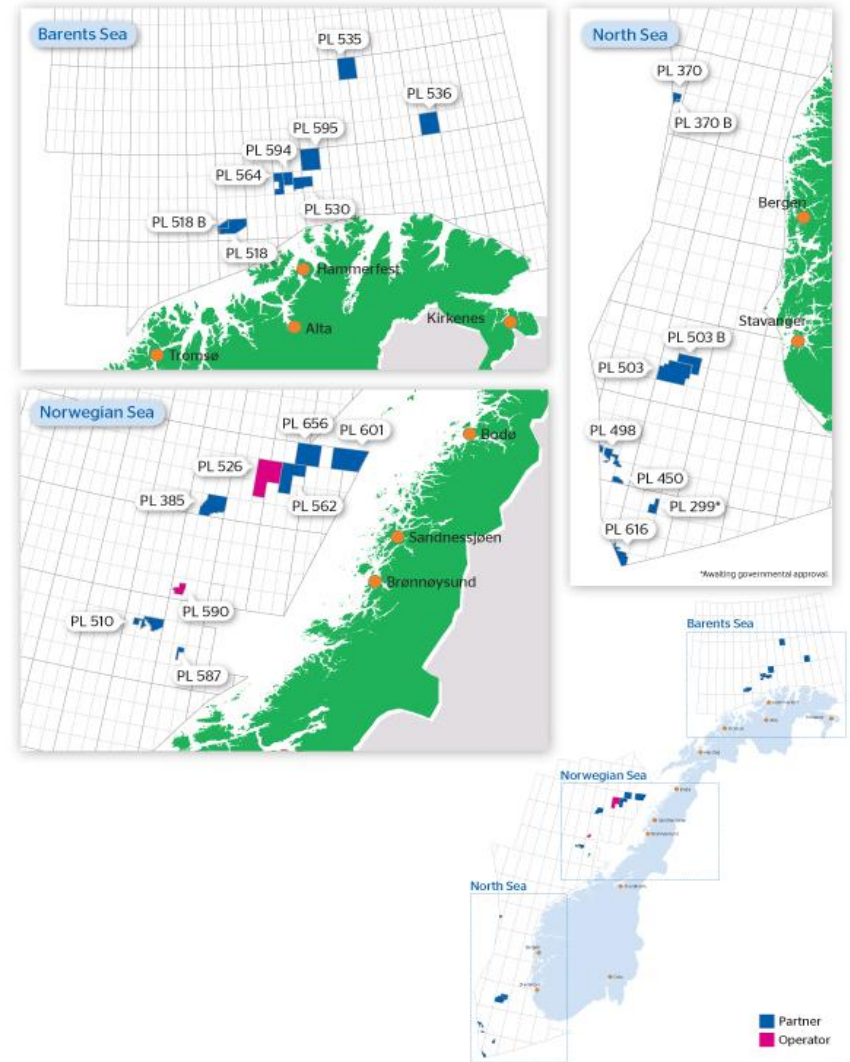 Barents Sea
PL 535
PL 536
PL 595
PL 594
PL 564
PL 530
PL 518 B
PL 518
Hammerfest
Alta
Kirkenes
Tromsø
North Sea
PL 370
PL 370 B
Bergen
Stavanger
PL 503 B
PL 503
PL 498
PL 450
PL 299*
PL 616
*Awaiting governmental approval.
Norwegian Sea
PL 656
PL 601
PL 526
PL 562
PL 385
Bodø
Sandnessjøen
Brønnøysund
PL 590
PL 510
PL 587
Barents Sea
Norwegian Sea
North Sea
Partner
Operator